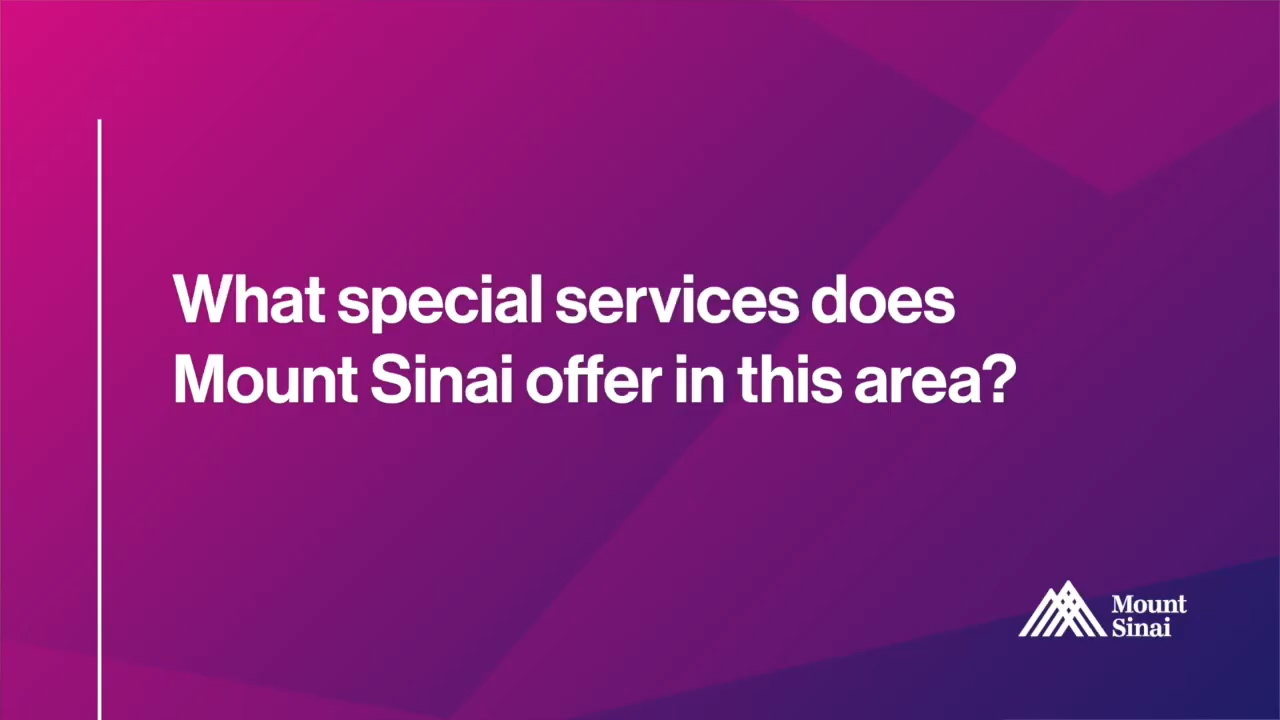 What special services does
Mount Sinai offer in this area?
Mount
Sinai